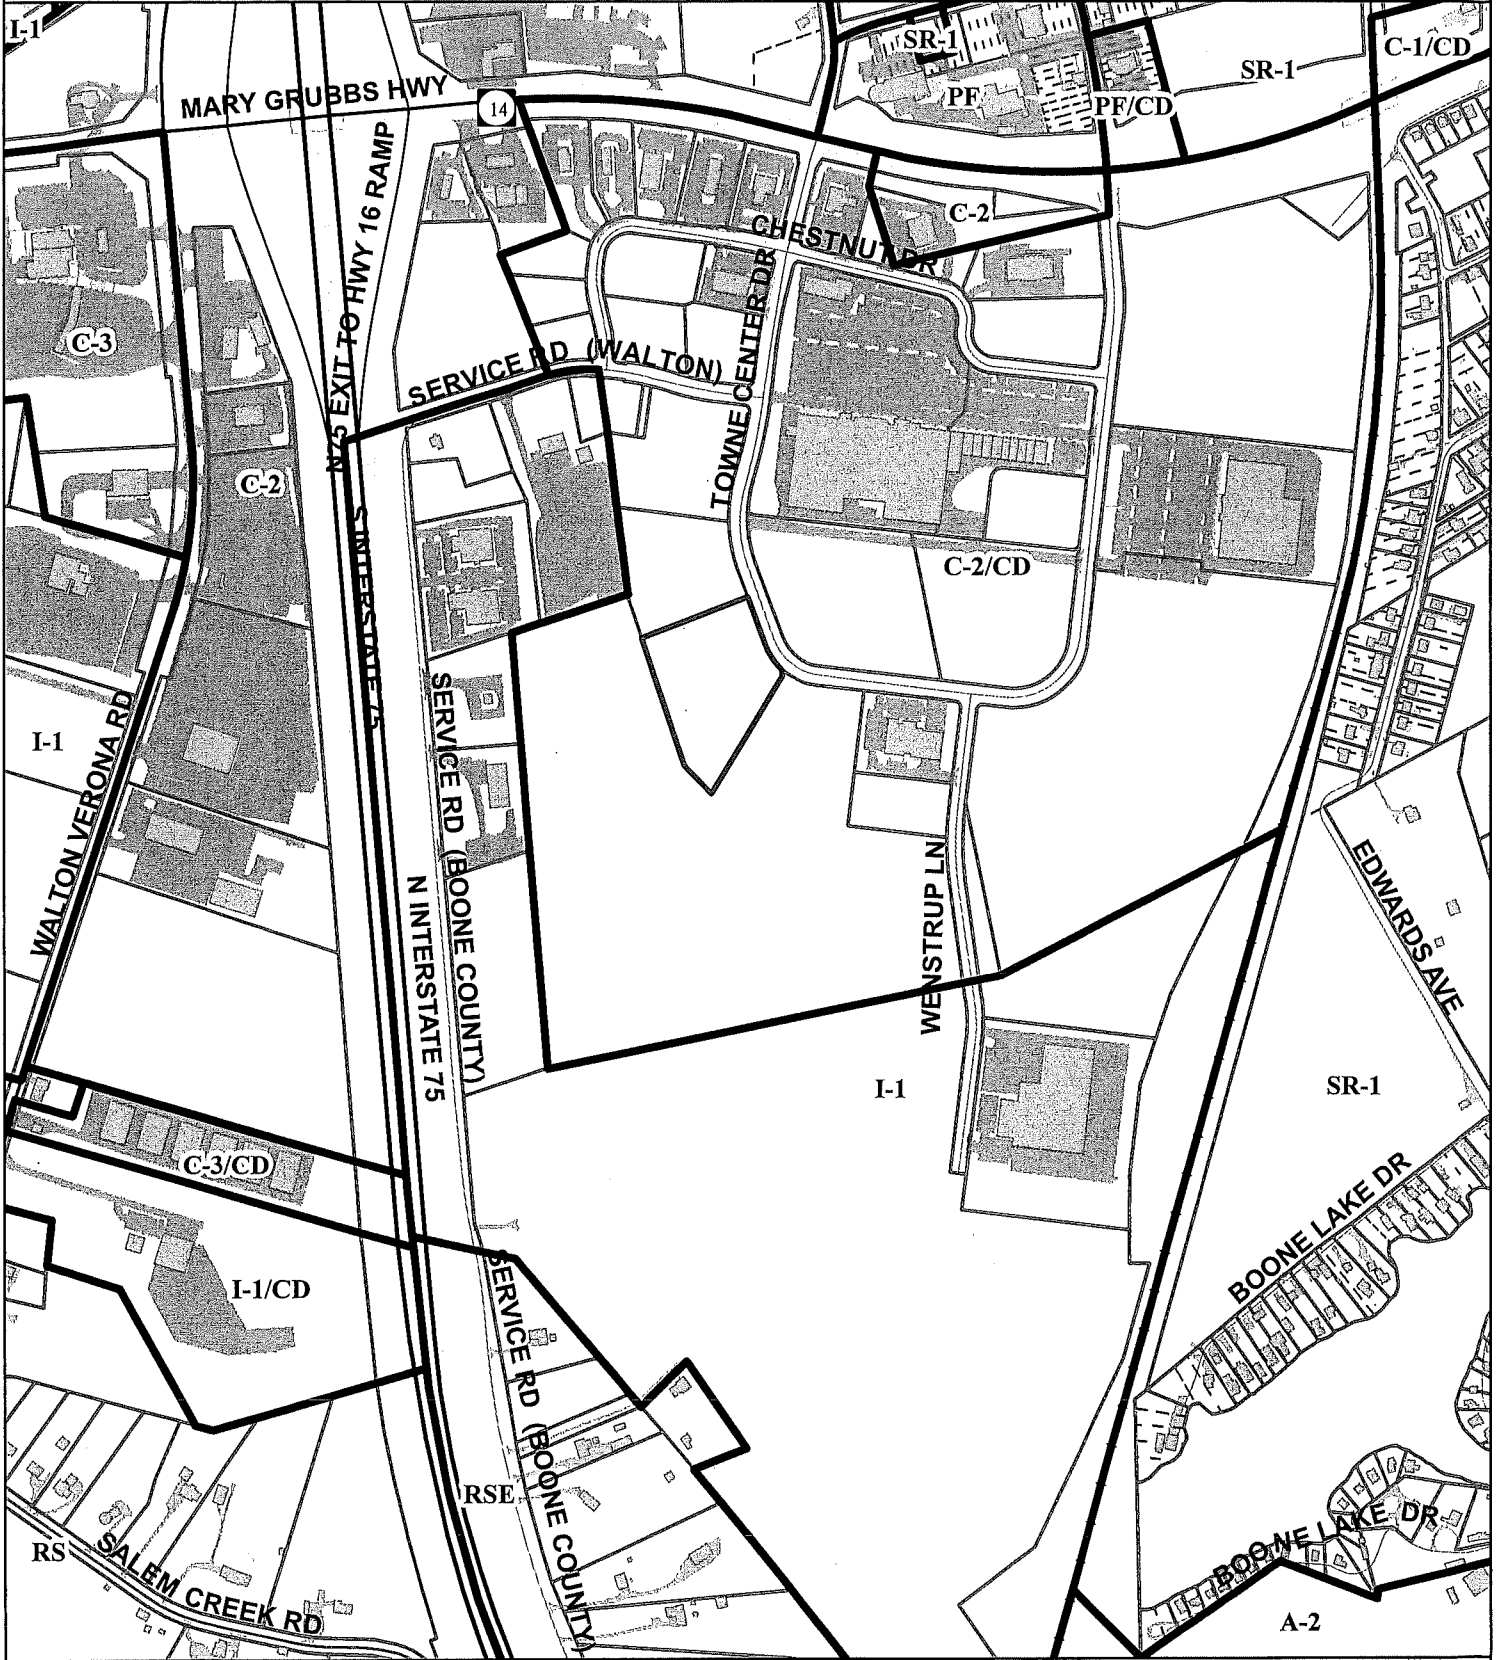 I-1
SR-1
C-1/CD
SR-1
MARY GRUBBS HWY
14
PF
PF/CD
N75 EXIT TO HWY 16 RAMP
C-2
CHESTNUT DR
C-3
SERVICE RD (WALTON)
TOWNE CENTER DR
C-2
S INTERSTATE 75
C-2/CD
I-1
WALTON VERONA RD
SERVICE RD (BOONE COUNTY)
N INTERSTATE 75
WENSTRUP LN
EDWARDS AVE
I-1
SR-1
C-3/CD
BOONE LAKE DR
I-1/CD
SERVICE RD (BOONE COUNTY)
RSE
RS
SALEM CREEK RD
BOONE LAKE DR
A-2